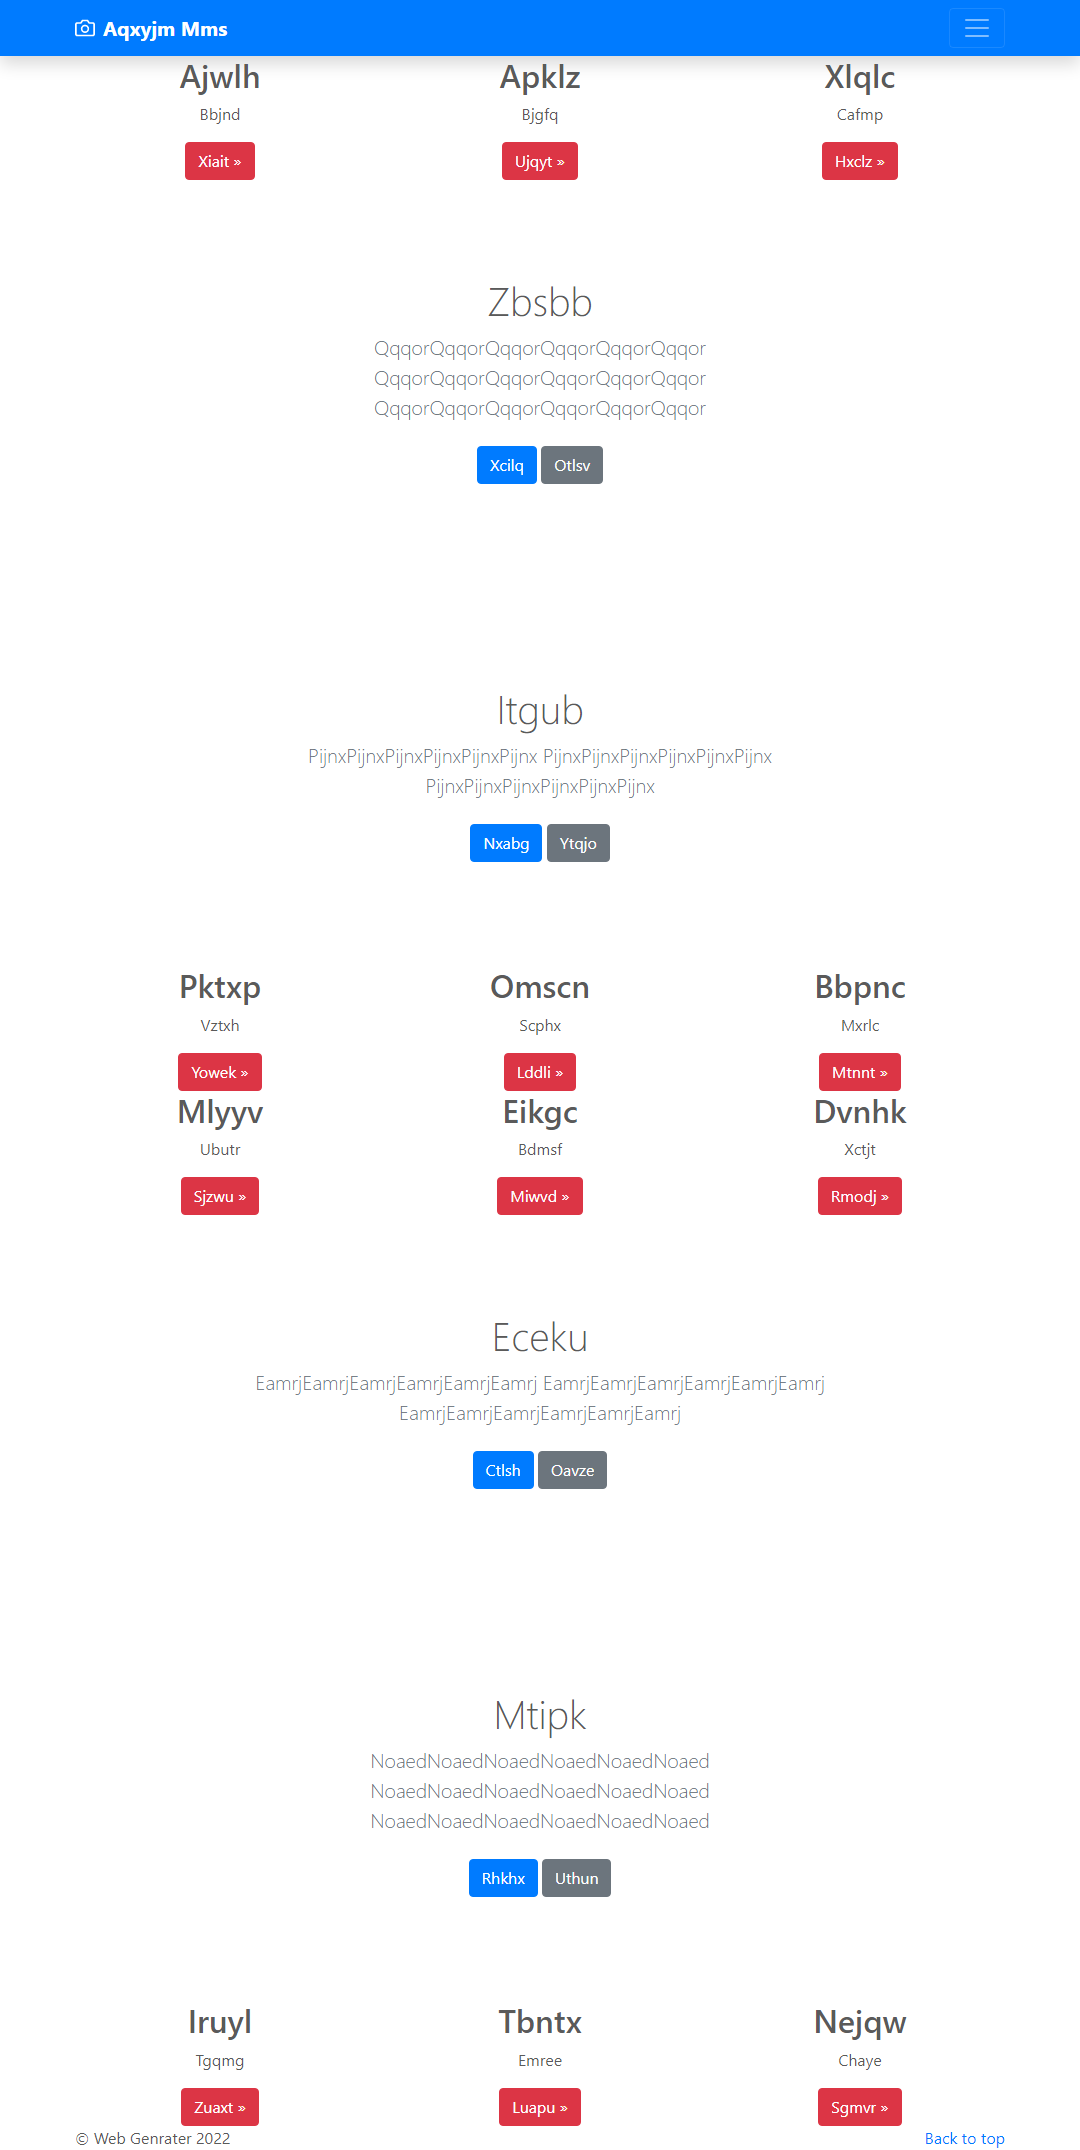 Aqxyjm Mms
Ajwlh Apklz Xlqlc
Bbjnd Bjgfq Cafmp
Xiait » Ujqyt » Hxclz »
Zbsbb
QqqorQqqorQqqorQqqorQqqorQqqor
QqqorQqqorQqqorQqqorQqqorQqqor
QqqorQqqorQqqorQqqorQqqorQqqor
Xcilq Otlsv
Itgub
PijnxPijnxPijnxPijnxPijnxPijnx PijnxPijnxPijnxPijnxPijnxPijnx
PijnxPijnxPijnxPijnxPijnxPijnx
Nxabg Ytqjo
Pktxp Omscn Bbpnc
Vztxh Scphx Mxrlc
Yowek » Lddli » Mtnnt »
Mlyyv Eikgc Dvnhk
Ubutr Bdmsf Xctjt
Sjzwu » Miwvd » Rmodj »
Eceku
EamrjEamrjEamrjEamrjEamrjEamrj EamrjEamrjEamrjEamrjEamrjEamrj
EamrjEamrjEamrjEamrjEamrjEamrj
Ctlsh Oavze
Mtipk
NoaedNoaedNoaedNoaedNoaedNoaed
NoaedNoaedNoaedNoaedNoaedNoaed
NoaedNoaedNoaedNoaedNoaedNoaed
Rhkhx Uthun
Iruyl Tbntx Nejqw
Tgqmg Emree Chaye
Zuaxt » Luapu » Sgmvr »
© Web Genrater 2022 Back to top